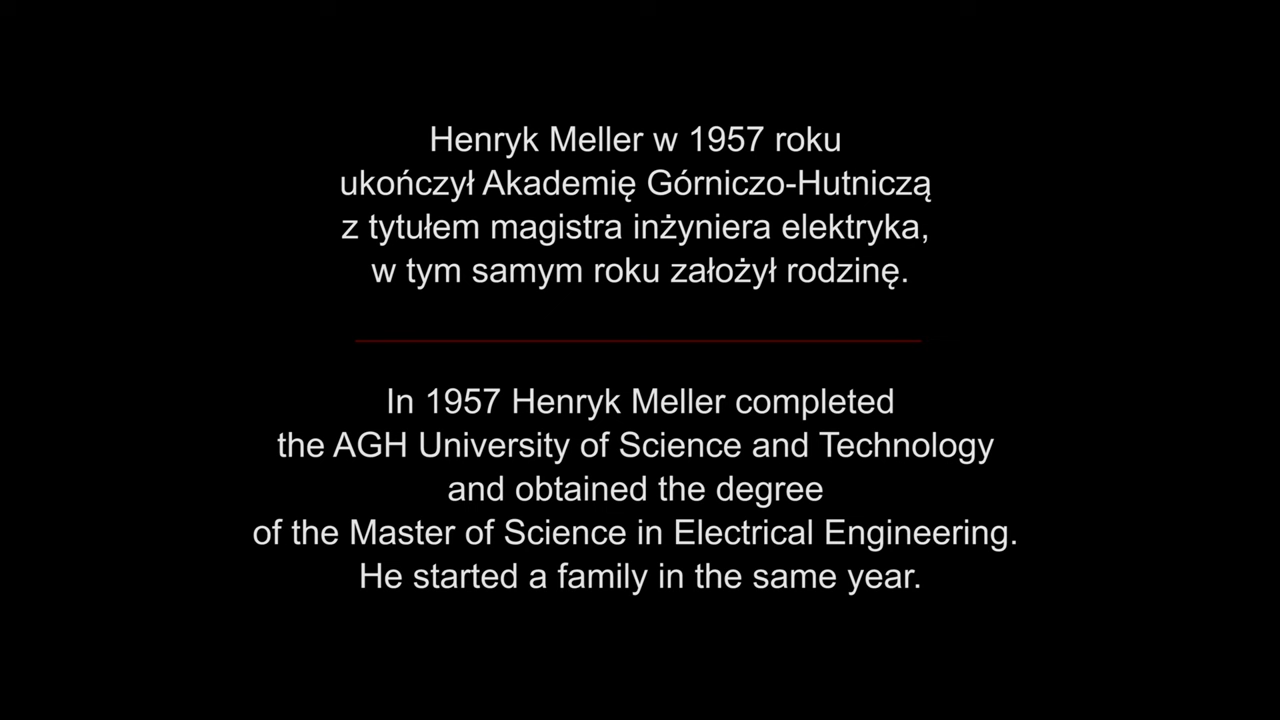 Henryk Meller w 1957 roku
ukończył Akademię Górniczo-Hutniczą
z tytułem magistra inżyniera elektryka,
w tym samym roku założył rodzinę.
In 1957 Henryk Meller completed
the AGH University of Science and Technology
and obtained the degree
of the Master of Science in Electrical Engineering.
He started a family in the same year.